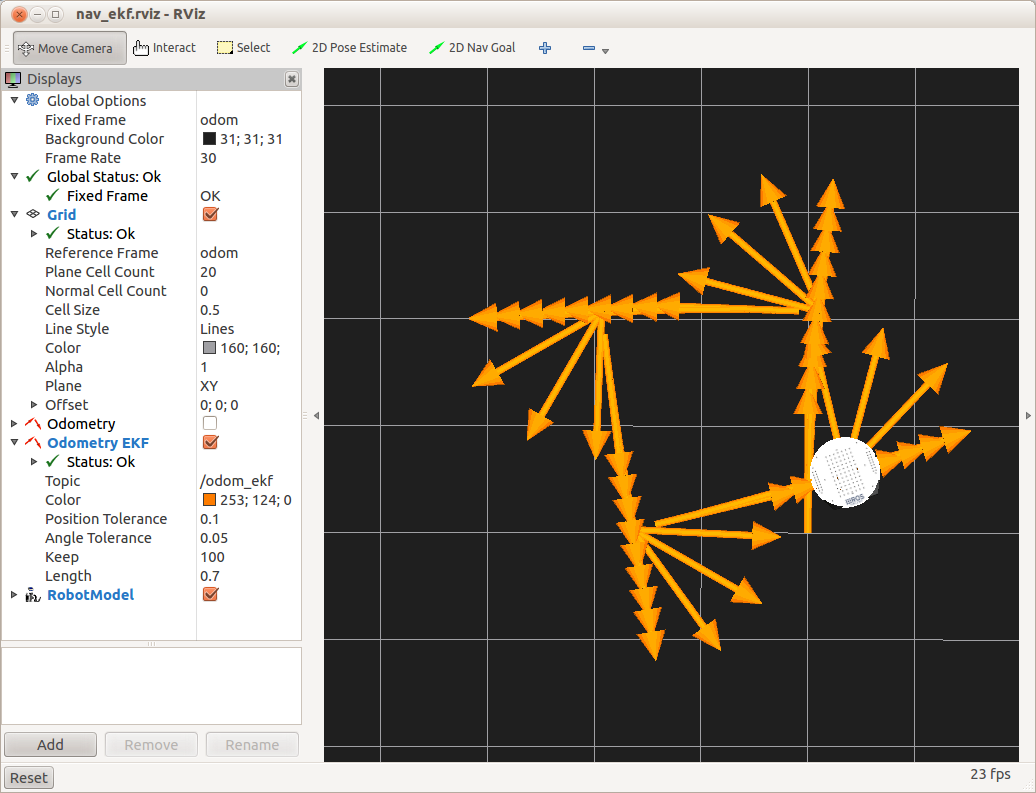 nav_ekf.rviz - RViz
Move Camera Interact Select 2D Pose Estimate 2D Nav Goal
Displays
Global Options
Fixed Frame odom
Background Color 31; 31; 31
Frame Rate 30
Global Status: Ok
Fixed Frame OK
Grid
Status: Ok
Reference Frame odom
Plane Cell Count 20
Normal Cell Count 0
Cell Size 0.5
Line Style Lines
Color 160; 160;
Alpha 1
Plane XY
Offset 0; 0; 0
Odometry
Odometry EKF
Status: Ok
Topic /odom_ekf
Color 253; 124; 0
Position Tolerance 0.1
Angle Tolerance 0.05
Keep 100
Length 0.7
RobotModel
Add Remove Rename
Reset 23 fps